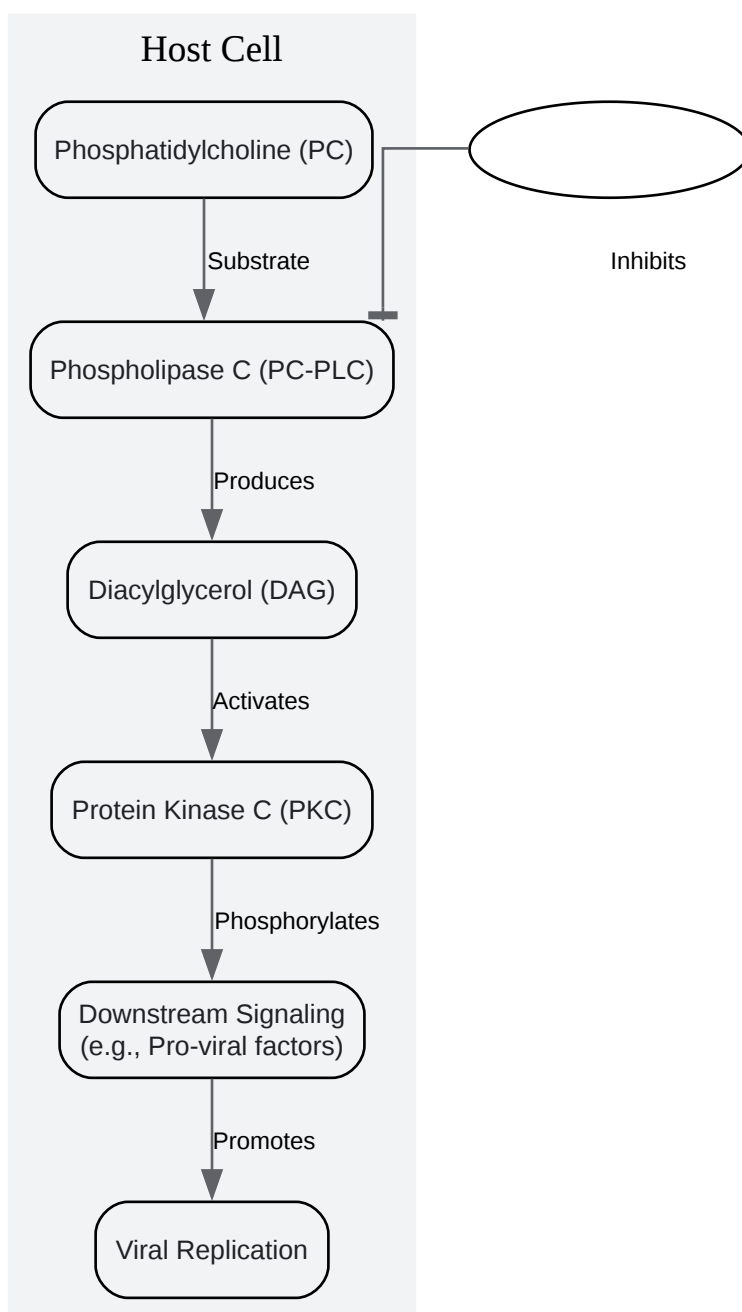 Host Cell
Phosphatidylcholine (PC)
Substrate
Inhibits
Phospholipase C (PC-PLC)
Produces
Diacylglycerol (DAG)
Activates
Protein Kinase C (PKC)
Phosphorylates
Downstream Signaling
(e.g., Pro-viral factors)
Promotes
Viral Replication